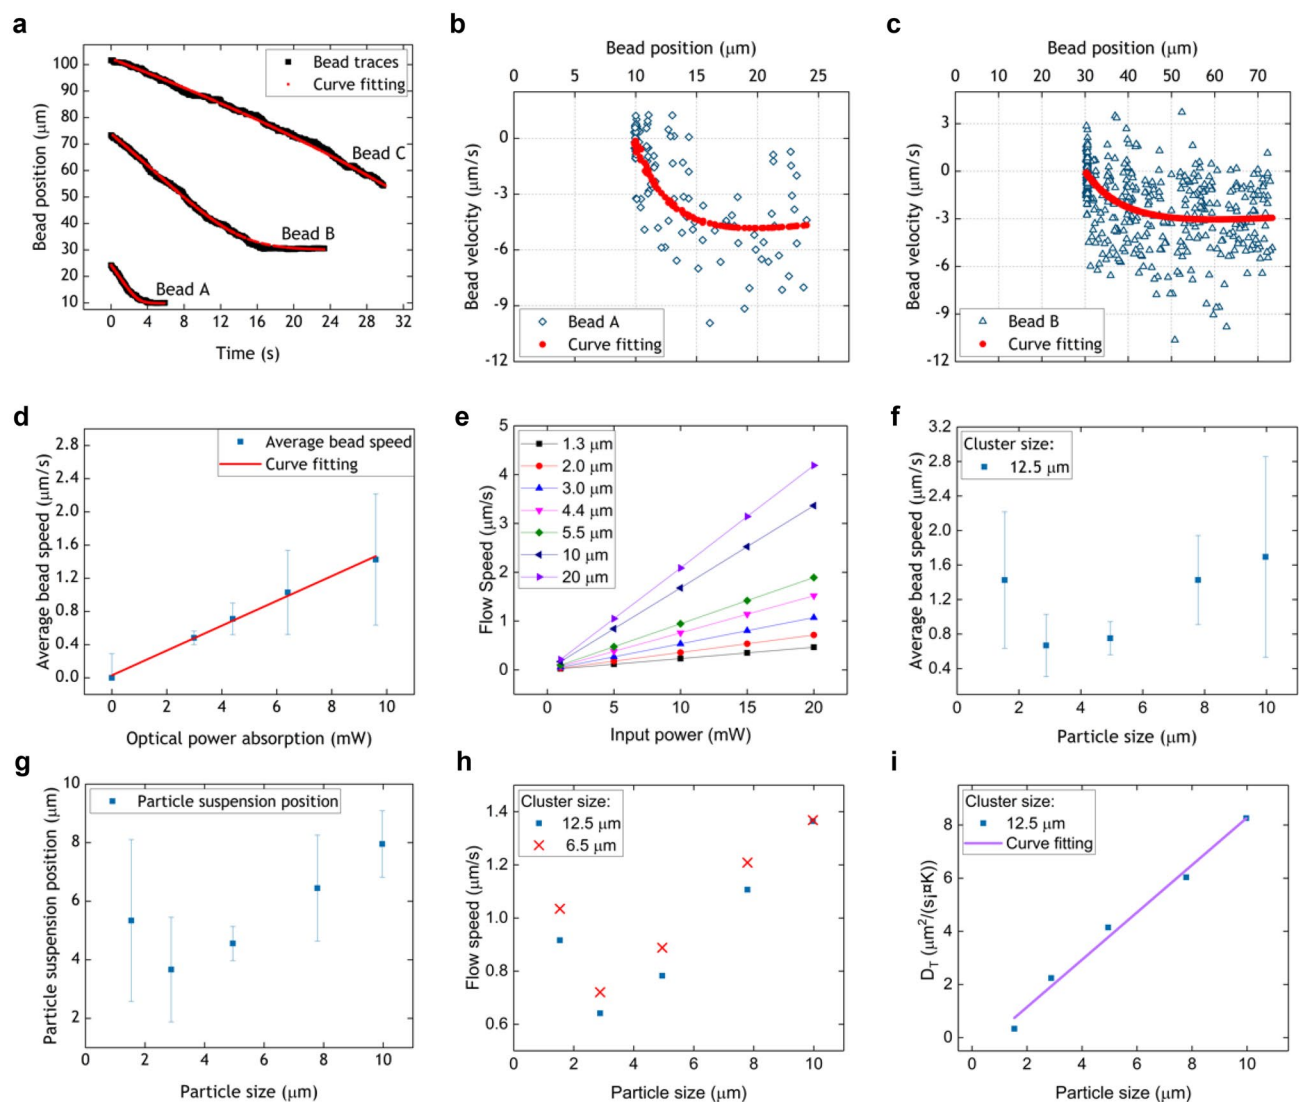 a
Bead position (μm)
100
90
80
70
60
50
40
30
20
10
Bead traces
Curve fitting
Bead C
Bead B
Bead A
0 4 8 12 16 20 24 28 32
Time (s)
b
Bead position (μm)
0 5 10 15 20 25
Bead velocity (μm/s)
0
-3
-6
-9
-12
Bead A
Curve fitting
c
Bead position (μm)
0 10 20 30 40 50 60 70
Bead velocity (μm/s)
3
0
-3
-6
-9
-12
Bead B
Curve fitting
d
Average bead speed (μm/s)
2.8
2.4
2.0
1.6
1.2
0.8
0.4
0.0
Average bead speed
Curve fitting
0 2 4 6 8 10
Optical power absorption (mW)
e
Flow Speed (μm/s)
5
4
3
2
1
0
1.3 μm
2.0 μm
3.0 μm
4.4 μm
5.5 μm
10 μm
20 μm
0 5 10 15 20
Input power (mW)
f
Average bead speed (μm/s)
3.2
2.8
2.4
2.0
1.6
1.2
0.8
0.4
Cluster size:
12.5 μm
0 2 4 6 8 10
Particle size (μm)
g
Particle suspension position (μm)
10
8
6
4
2
Particle suspension position
0 2 4 6 8 10
Particle size (μm)
h
Flow speed (μm/s)
1.4
1.2
1.0
0.8
0.6
Cluster size:
12.5 μm
6.5 μm
0 2 4 6 8 10
Particle size (μm)
i
D_T (μm²/(s¡¤K))
8
6
4
2
0
Cluster size:
12.5 μm
Curve fitting
0 2 4 6 8 10
Particle size (μm)